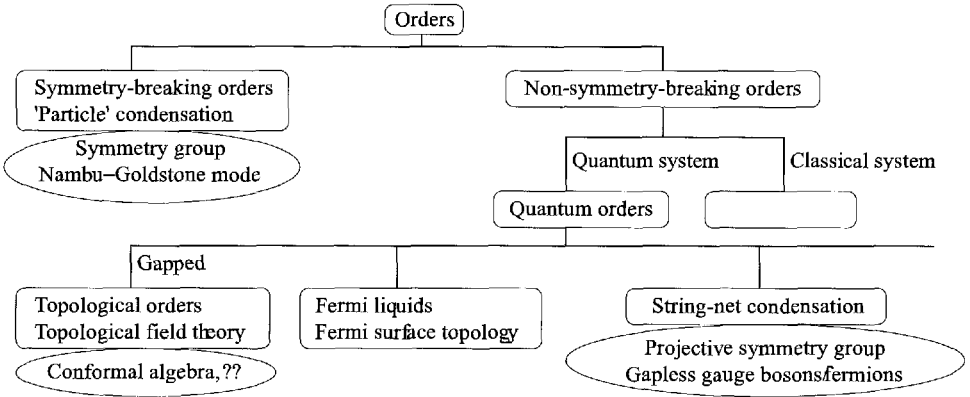 Orders
Symmetry-breaking orders
'Particle' condensation
Symmetry group
Nambu–Goldstone mode
Non-symmetry-breaking orders
Quantum system
Classical system
Quantum orders
Gapped
Topological orders
Topological field theory
Conformal algebra, ??
Fermi liquids
Fermi surface topology
String-net condensation
Projective symmetry group
Gapless gauge bosons/fermions